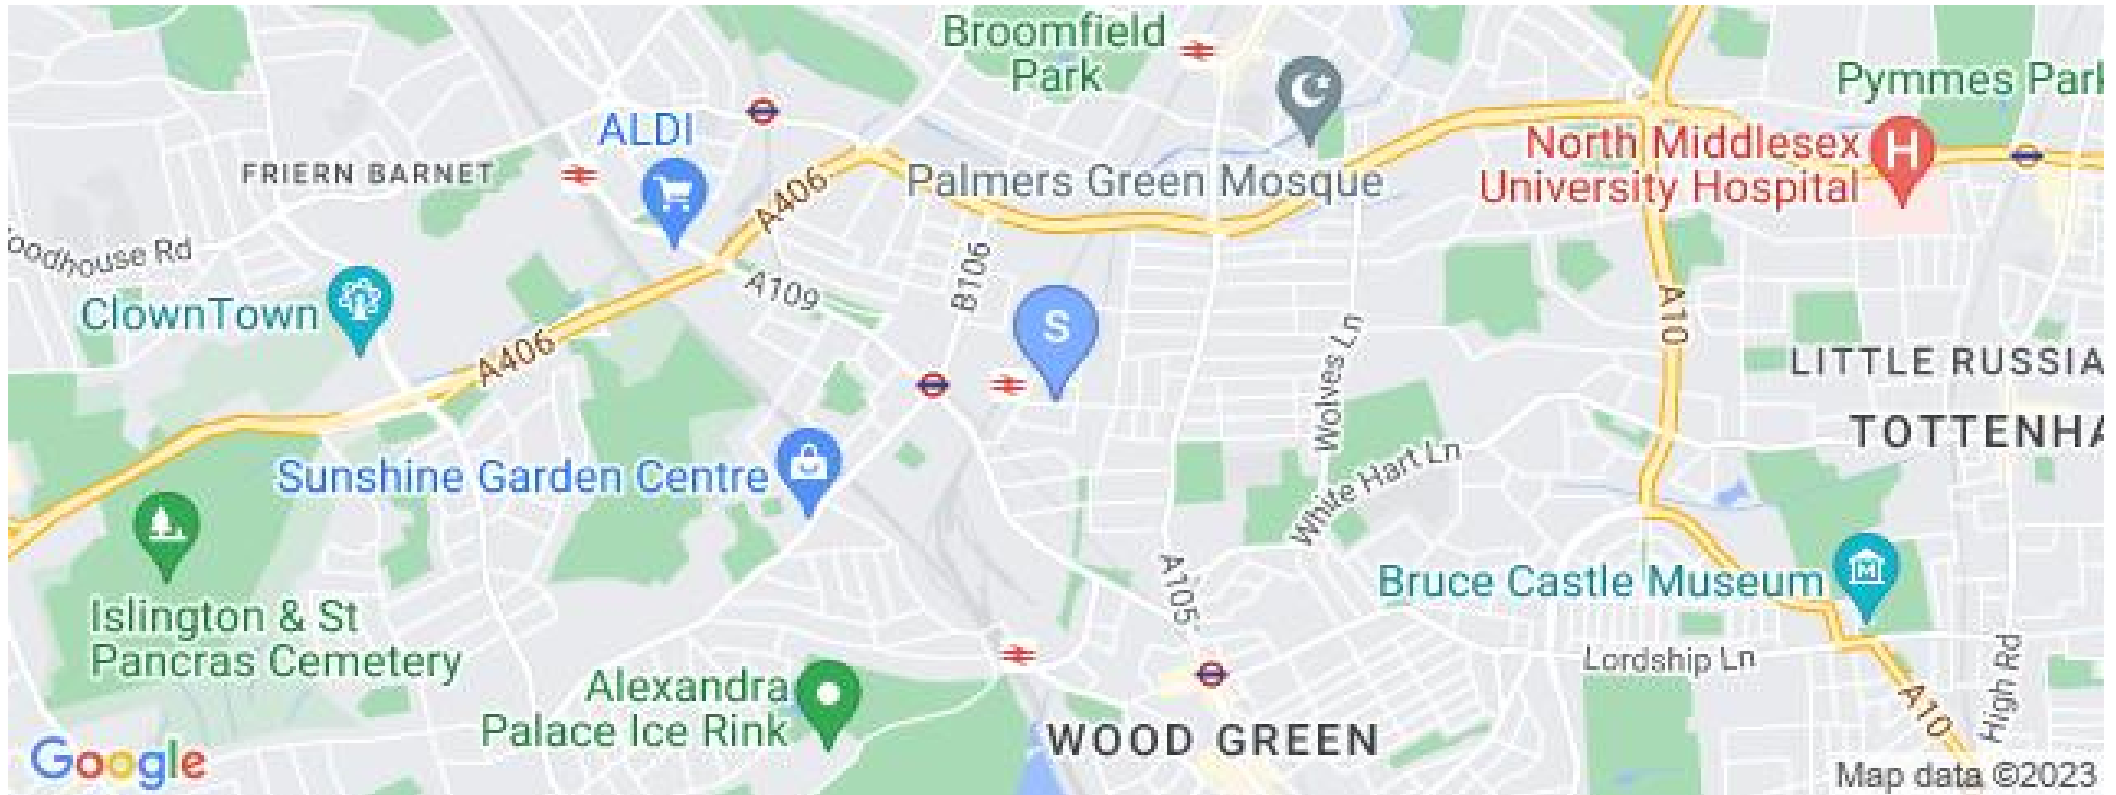 Broomfield
Park
Pymmes Park
ALDI
North Middlesex
University Hospital
FRIERN BARNET
Palmers Green Mosque
A406
oodhouse Rd
B106
A109
ClownTown
S
A10
A406
Wolves Ln
LITTLE RUSSIA
TOTTENHA
Sunshine Garden Centre
White Hart Ln
Islington & St
Pancras Cemetery
A105
Bruce Castle Museum
Lordship Ln
Alexandra
Palace Ice Rink
High Rd
A10
WOOD GREEN
Google
Map data ©2023